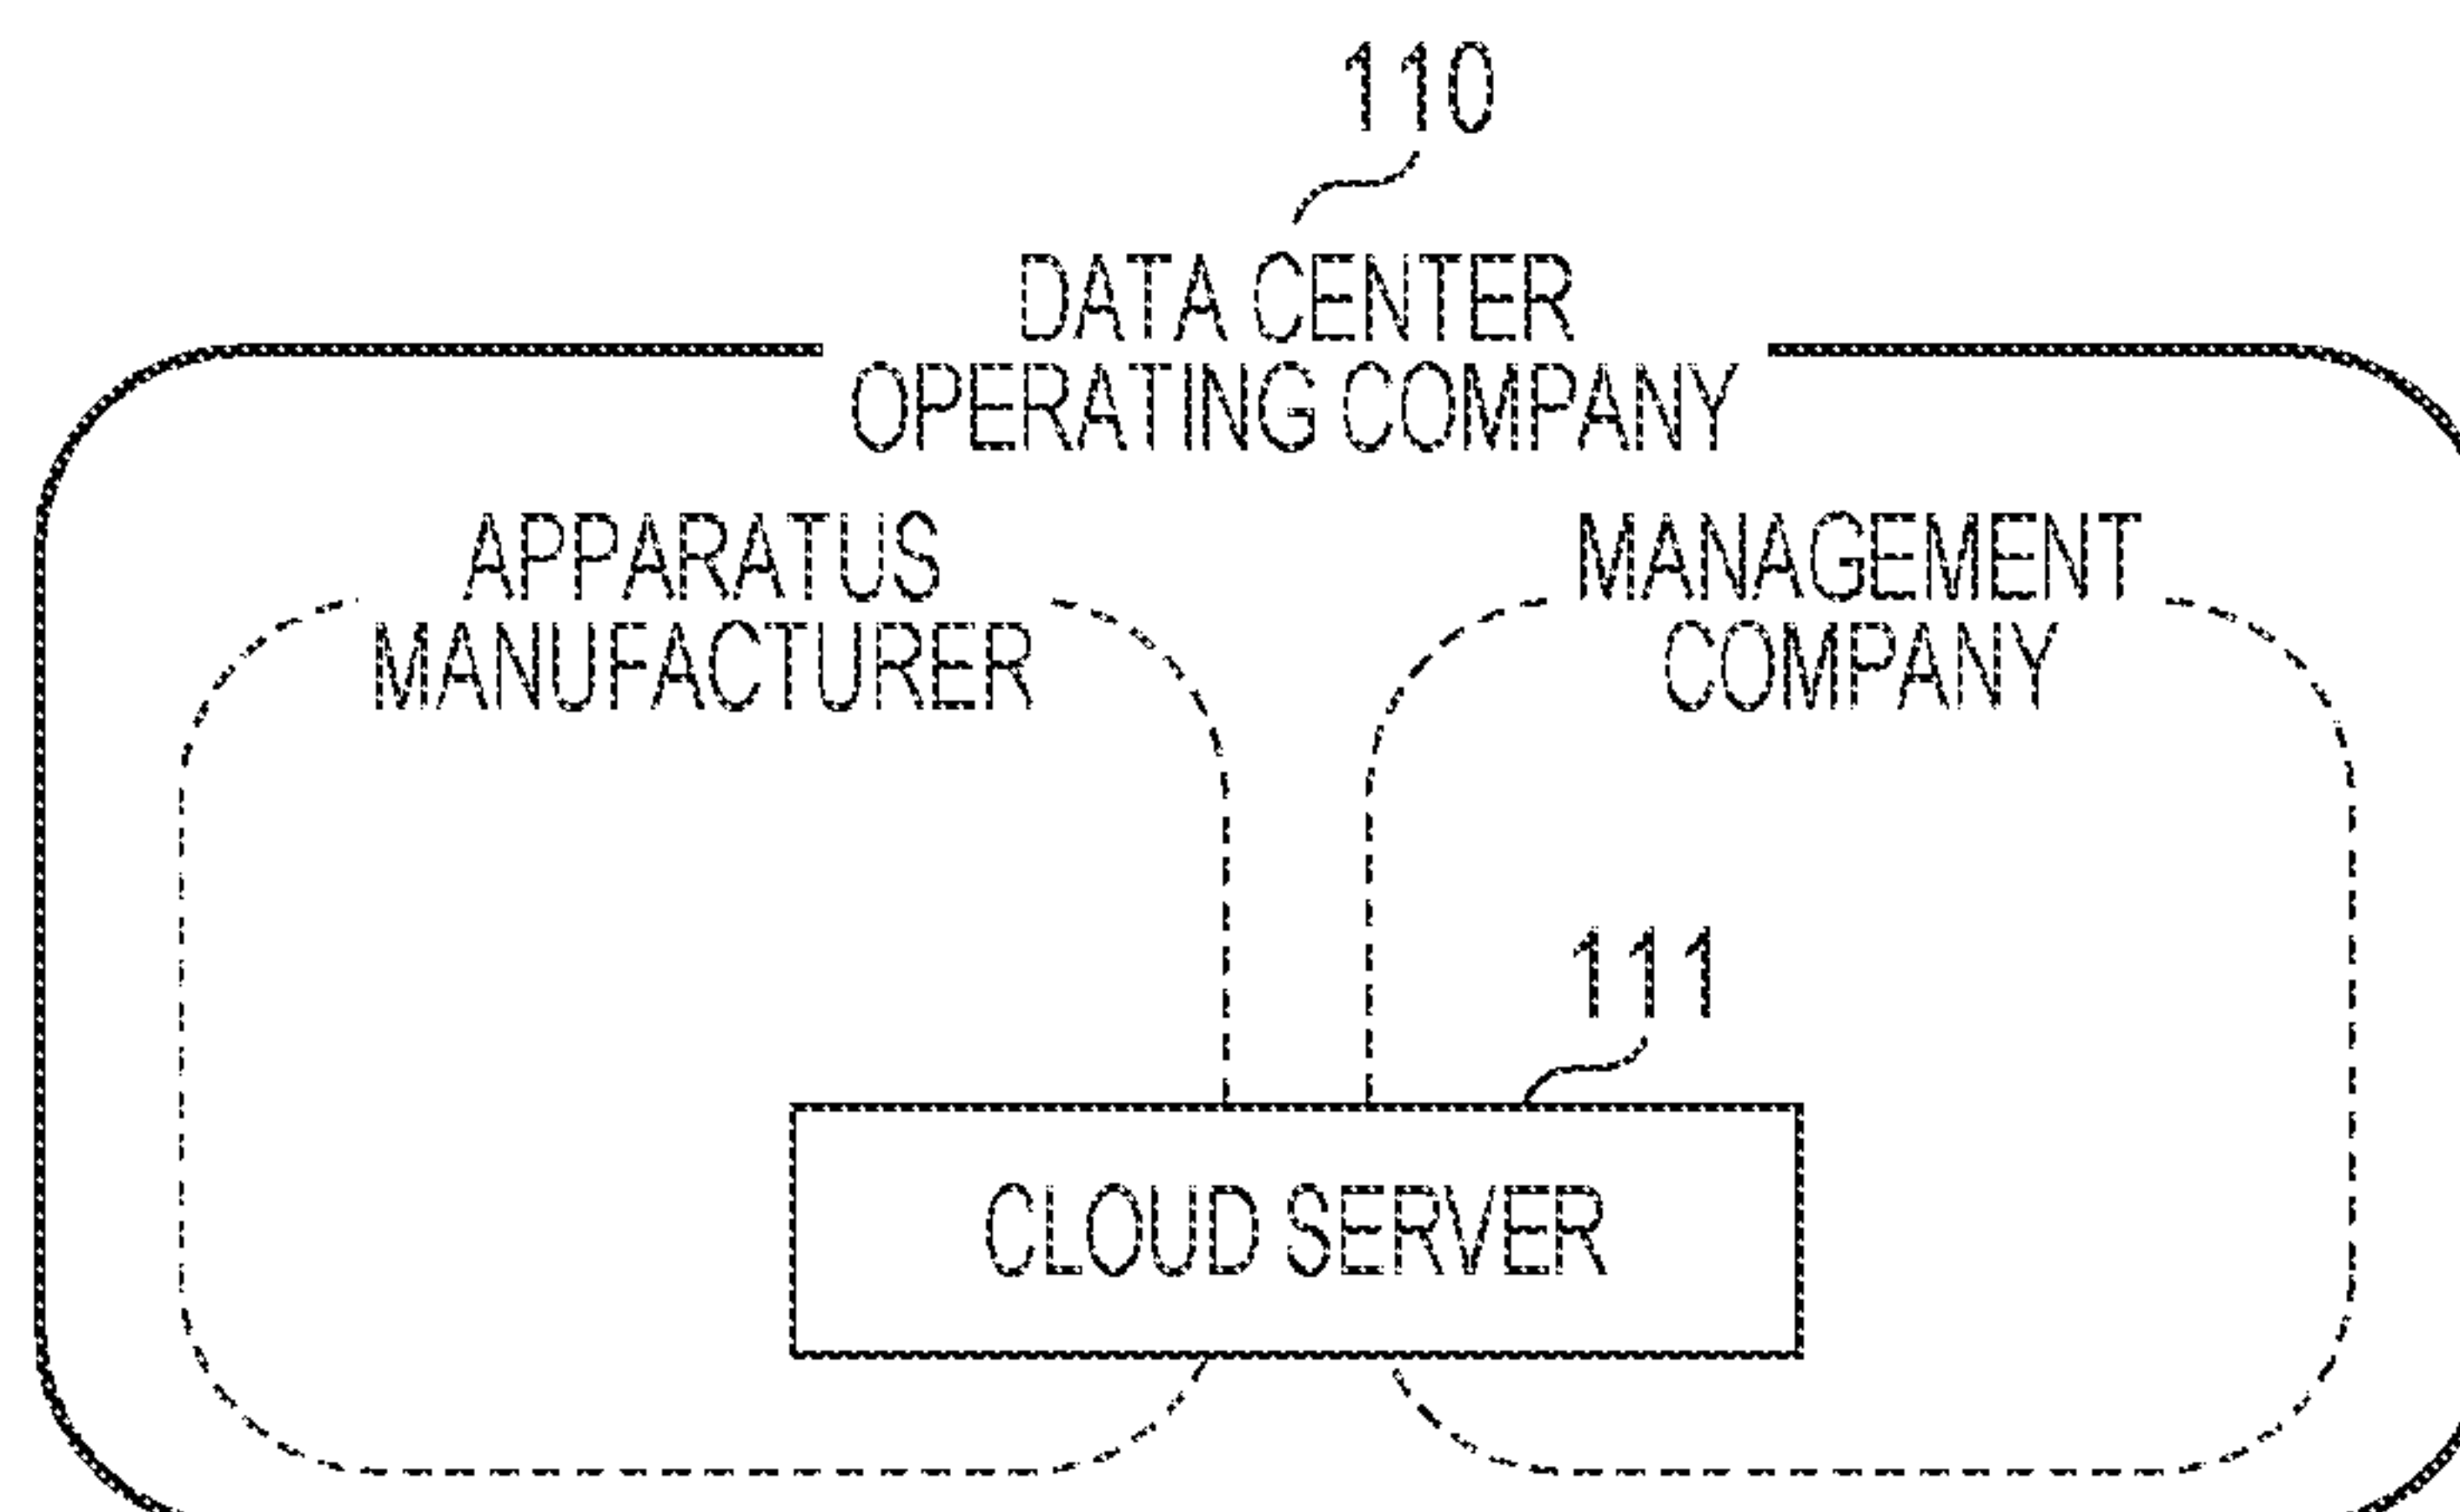 110
DATA CENTER
OPERATING COMPANY
APPARATUS
MANUFACTURER
MANAGEMENT
COMPANY
111
CLOUD SERVER